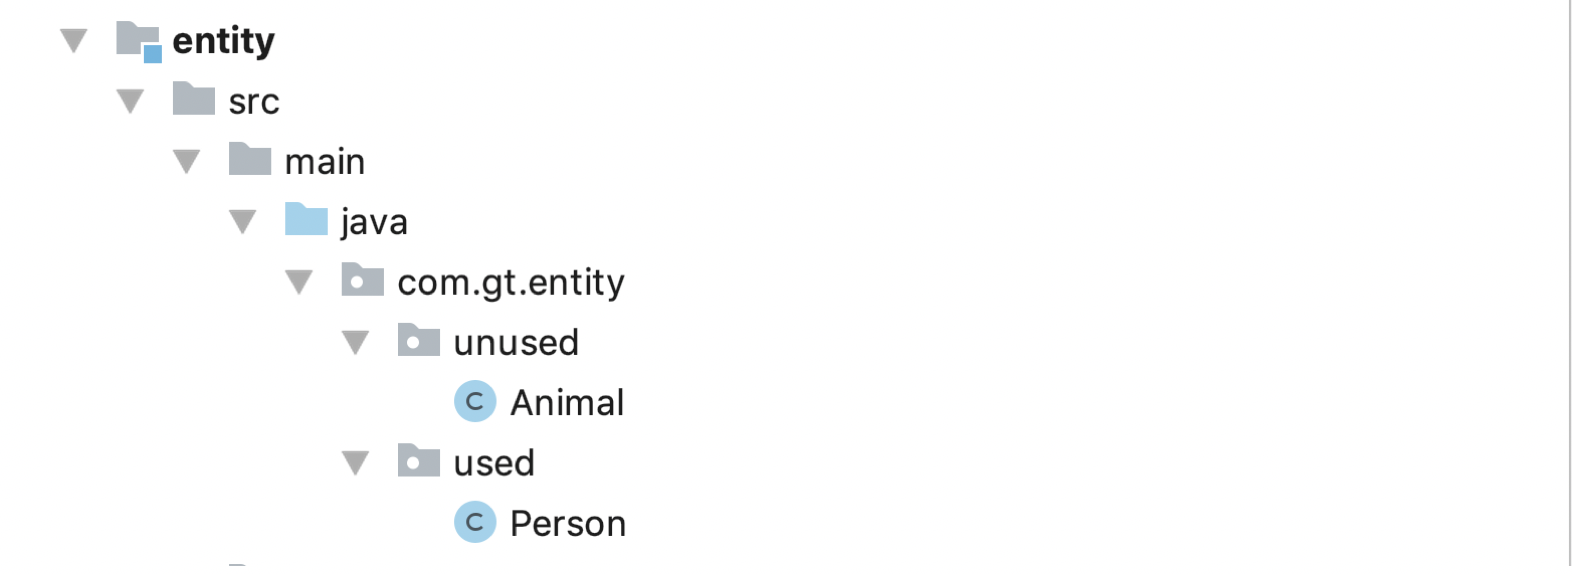 entity
src
main
java
com.gt.entity
unused
C Animal
used
C Person